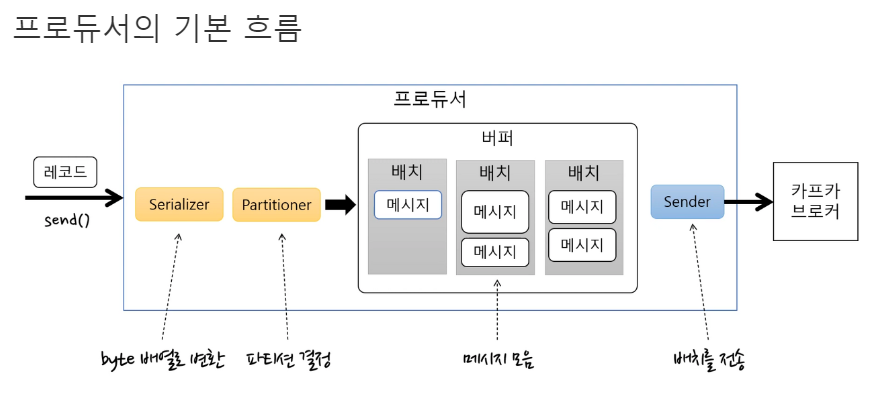 프로듀서의 기본 흐름
프로듀서
버퍼
레코드
send()
Serializer
Partitioner
배치
메시지
배치
메시지
메시지
배치
메시지
메시지
Sender
카프카
브로커
byte 배열로 변환
파티션 결정
메시지 모음
배치를 전송